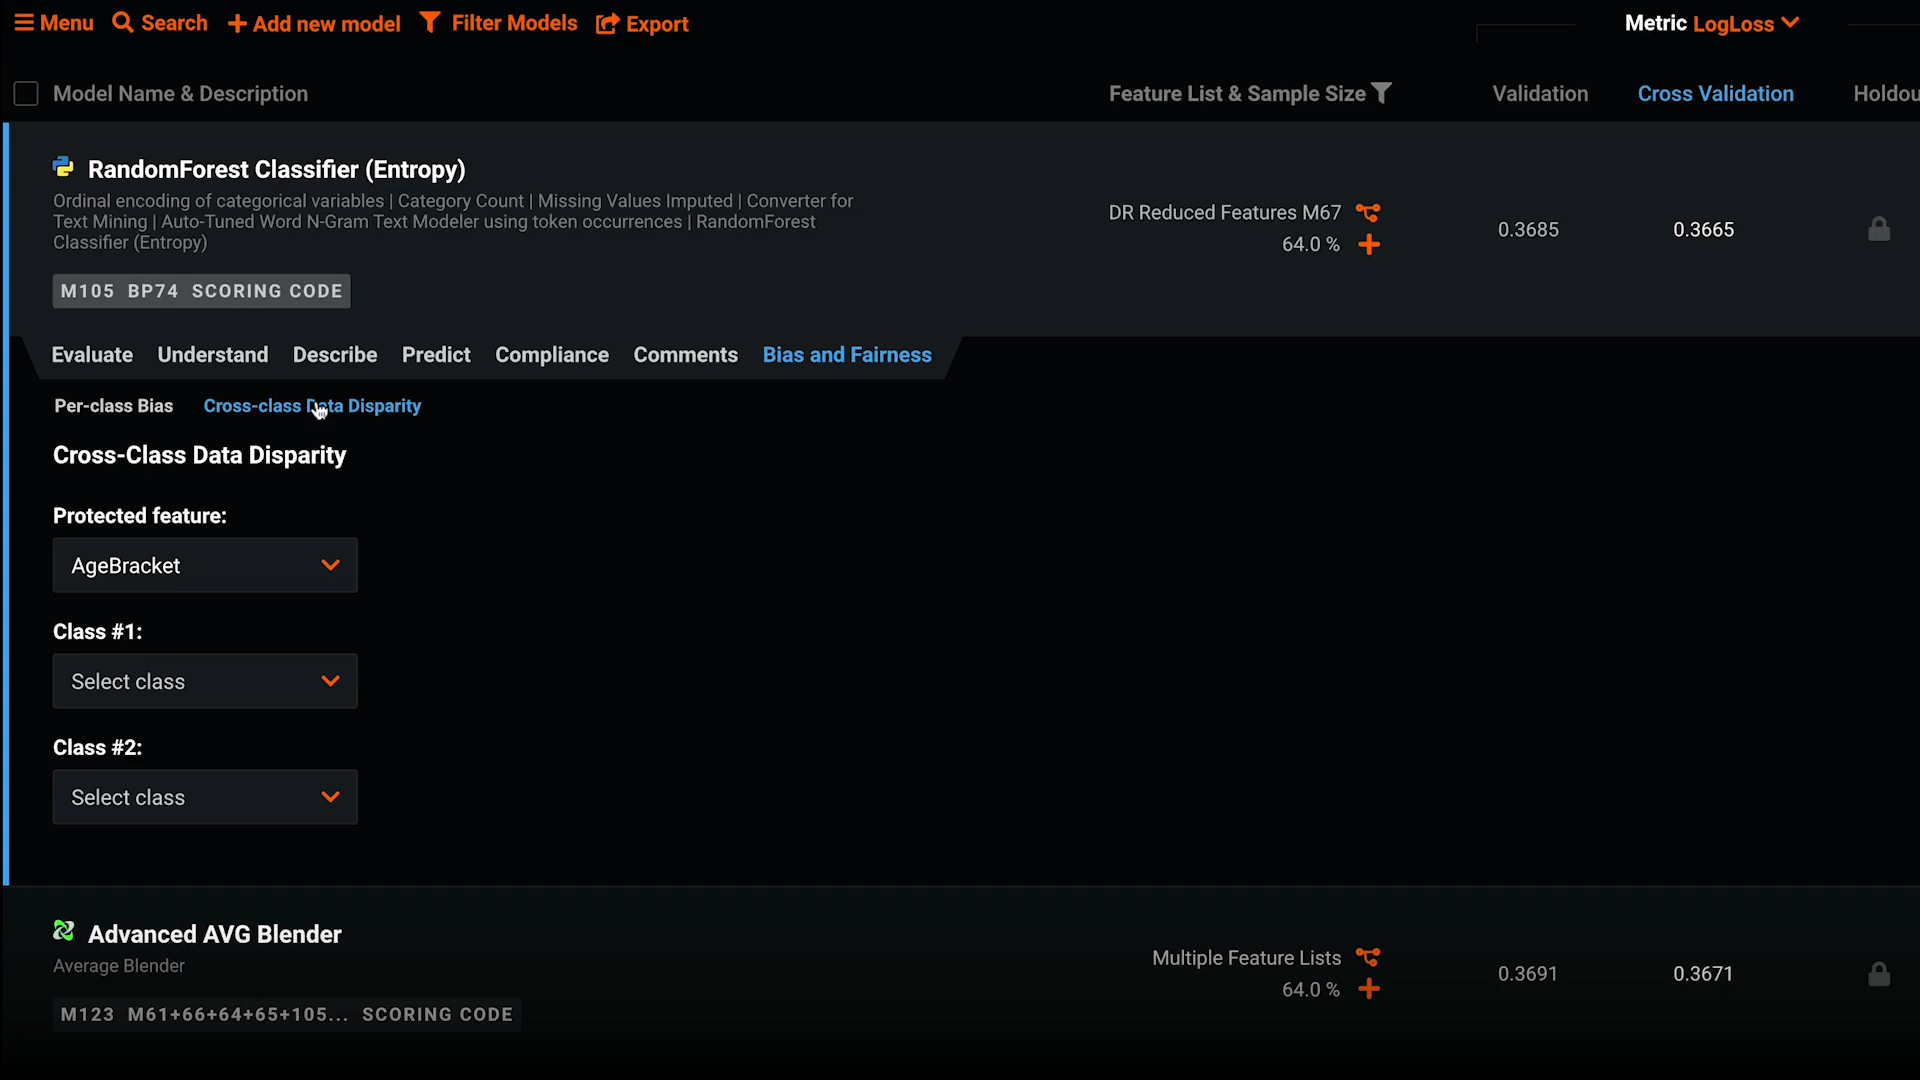 Menu Search Add new model Filter Models Export Metric LogLoss
Model Name & Description Feature List & Sample Size Validation Cross Validation Holdou
RandomForest Classifier (Entropy)
Ordinal encoding of categorical variables | Category Count | Missing Values Imputed | Converter for
Text Mining | Auto-Tuned Word N-Gram Text Modeler using token occurrences | RandomForest
Classifier (Entropy)
DR Reduced Features M67
64.0 %
0.3685 0.3665
M105 BP74 SCORING CODE
Evaluate Understand Describe Predict Compliance Comments Bias and Fairness
Per-class Bias Cross-class Data Disparity
Cross-Class Data Disparity
Protected feature:
AgeBracket
Class #1:
Select class
Class #2:
Select class
Advanced AVG Blender
Average Blender
Multiple Feature Lists
64.0 %
0.3691 0.3671
M123 M61+66+64+65+105... SCORING CODE